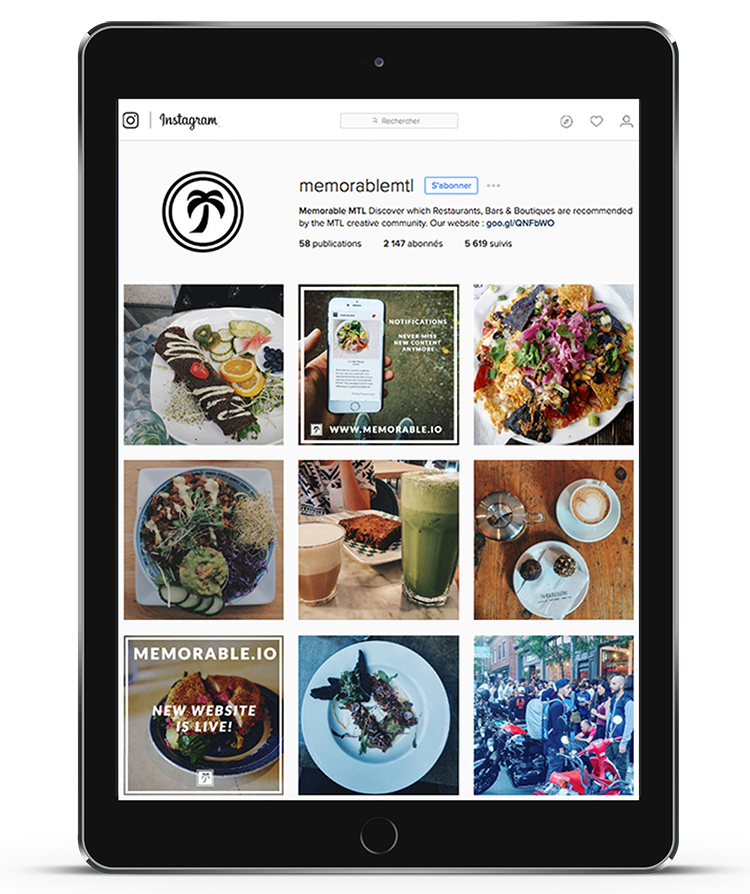 Instagram
Rechercher
memorablemtl S'abonner
Memorable MTL Discover which Restaurants, Bars & Boutiques are recommended
by the MTL creative community. Our website : goo.gl/QNFbWO
58 publications 2 147 abonnés 5 619 suivis
NOTIFICATIONS
NEVER MISS
NEW CONTENT
ANYMORE
WWW.MEMORABLE.IO
MEMORABLE.IO
NEW WEBSITE
IS LIVE!